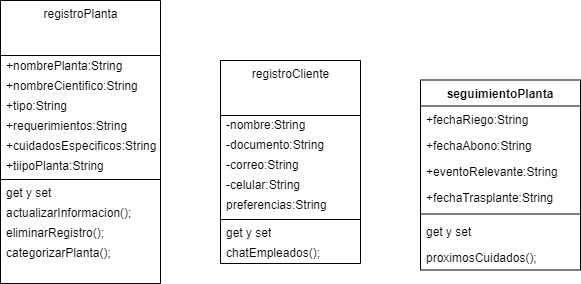 registroPlanta
+nombrePlanta:String
+nombreCientifico:String
+tipo:String
+requerimientos:String
+cuidadosEspecificos:String
+tiipoPlanta:String
get y set
actualizarInformacion();
eliminarRegistro();
categorizarPlanta();
registroCliente
-nombre:String
-documento:String
-correo:String
-celular:String
preferencias:String
get y set
chatEmpleados();
seguimientoPlanta
+fechaRiego:String
+fechaAbono:String
+eventoRelevante:String
+fechaTrasplante:String
get y set
proximosCuidados();